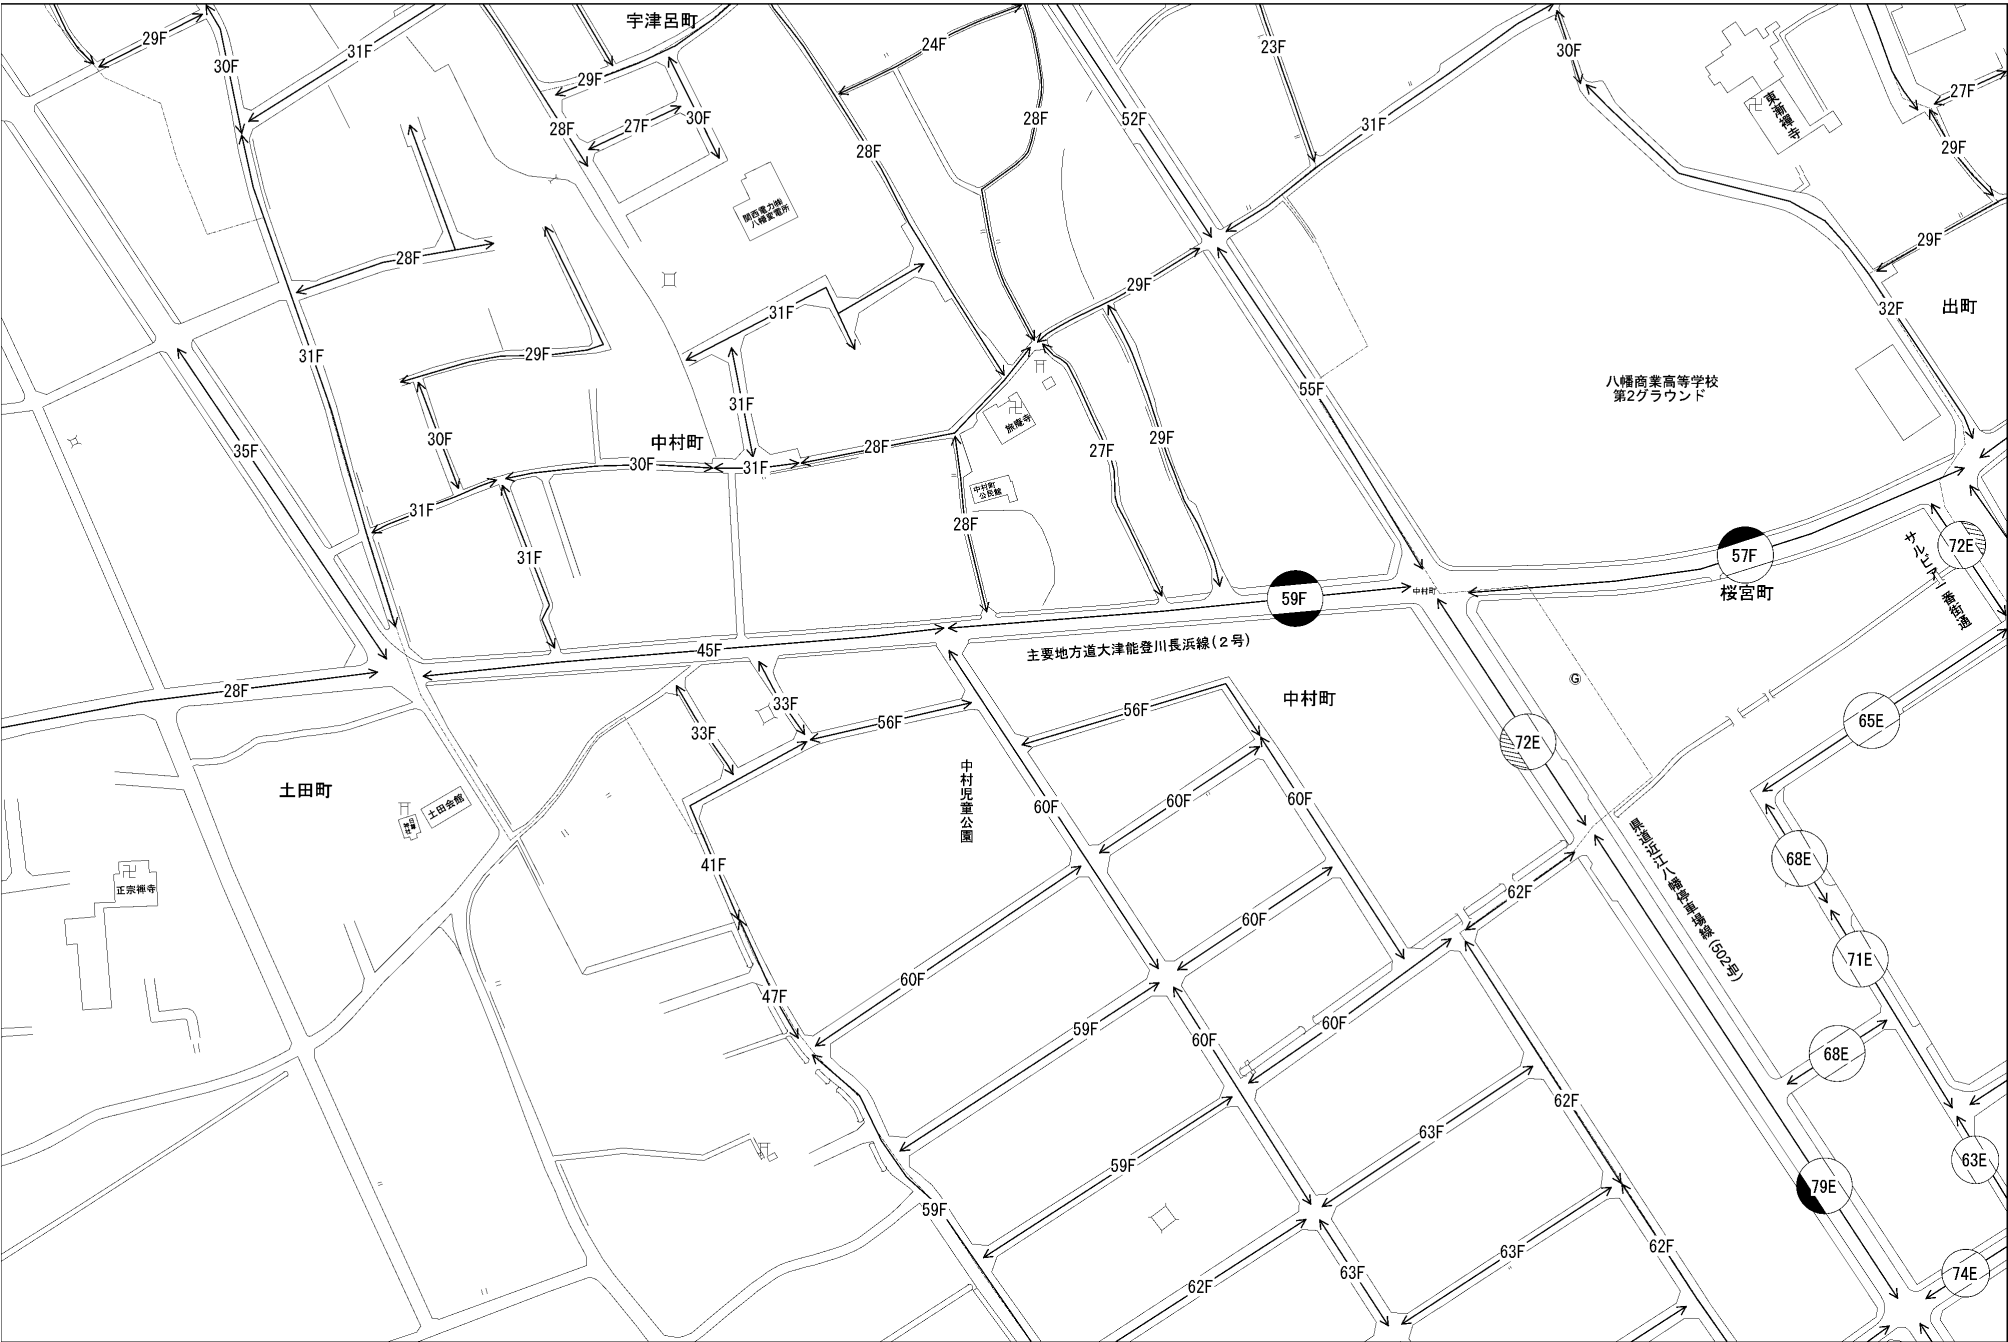 宇津呂町
29F
30F
31F
24F
23F
30F
29F
28F
27F
30F
28F
28F
52F
31F
27F
29F
東漸禪寺
関西電力㈱
八幡変電所
28F
31F
29F
29F
32F
出町
31F
29F
八幡商業高等学校
第2グラウンド
55F
35F
30F
31F
中村町
30F
31F
28F
旅庵寺
27F
29F
中村町
公民館
31F
31F
28F
59F
中村町
57F
桜宮町
72E
サルビア一番街通
45F
主要地方道大津能登川長浜線(2号)
28F
33F
33F
56F
56F
中村町
G
72E
65E
土田町
土田会館
中村児童公園
60F
60F
60F
68E
県道近江八幡停車場線(502号)
正宗禅寺
41F
62F
60F
71E
60F
47F
59F
60F
60F
68E
62F
63F
59F
63E
79E
59F
62F
63F
63F
62F
74E